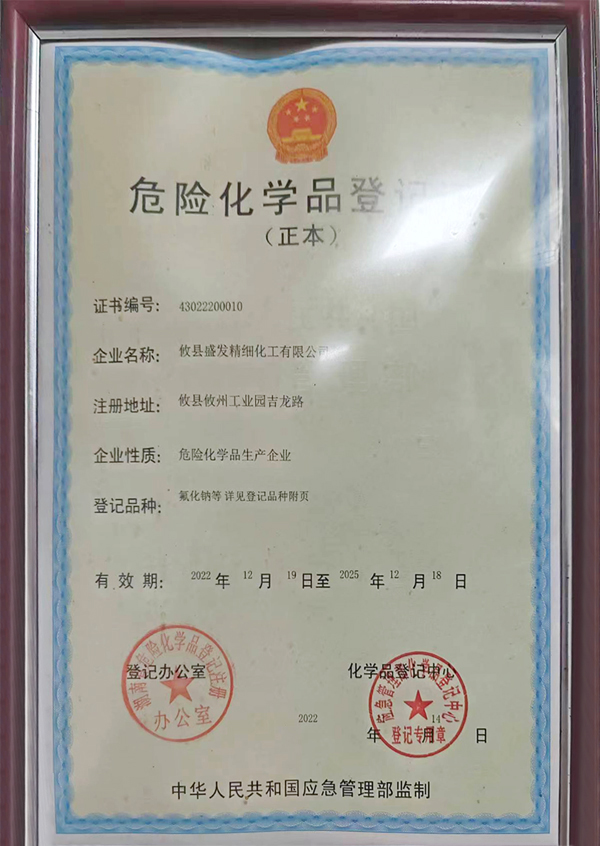 危险化学品登记
（正本）
证书编号： 43022200010
企业名称： 攸县盛发精细化工有限公司
注册地址： 攸县攸州工业园吉龙路
企业性质： 危险化学品生产企业
登记品种： 氟化钠等 详见登记品种附页
有效期： 2022 年 12 月 19 日至 2025 年 12 月 18 日
登记办公室 化学品登记中心
办公室
登记专用章
2022 年 月 14 日
中华人民共和国应急管理部监制